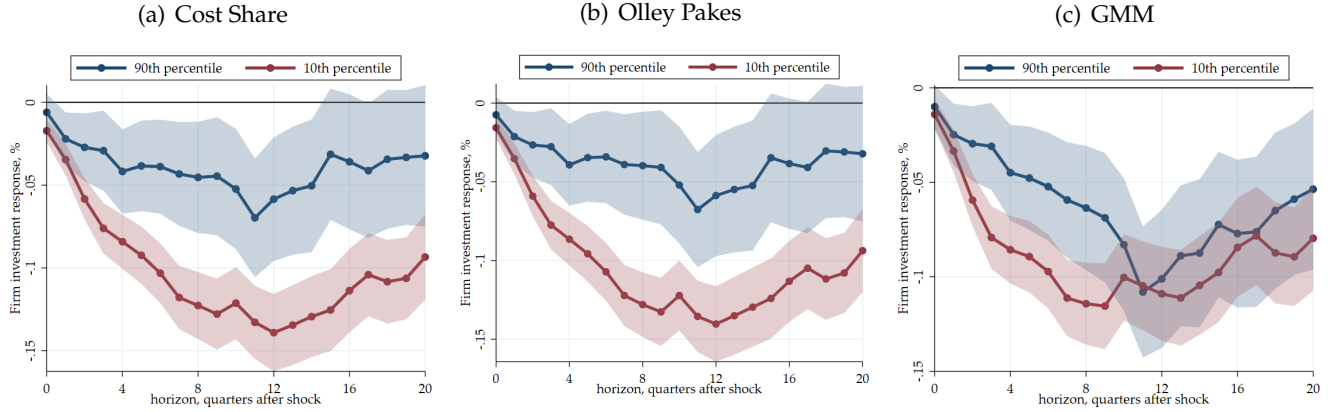 (a) Cost Share
90th percentile
10th percentile
Firm investment response, %
0
-.05
-.1
-.15
0 4 8 12 16 20
horizon, quarters after shock
(b) Olley Pakes
90th percentile
10th percentile
Firm investment response, %
0
-.05
-.1
-.15
0 4 8 12 16 20
horizon, quarters after shock
(c) GMM
90th percentile
10th percentile
Firm investment response, %
0
-.05
-.1
-.15
0 4 8 12 16 20
horizon, quarters after shock